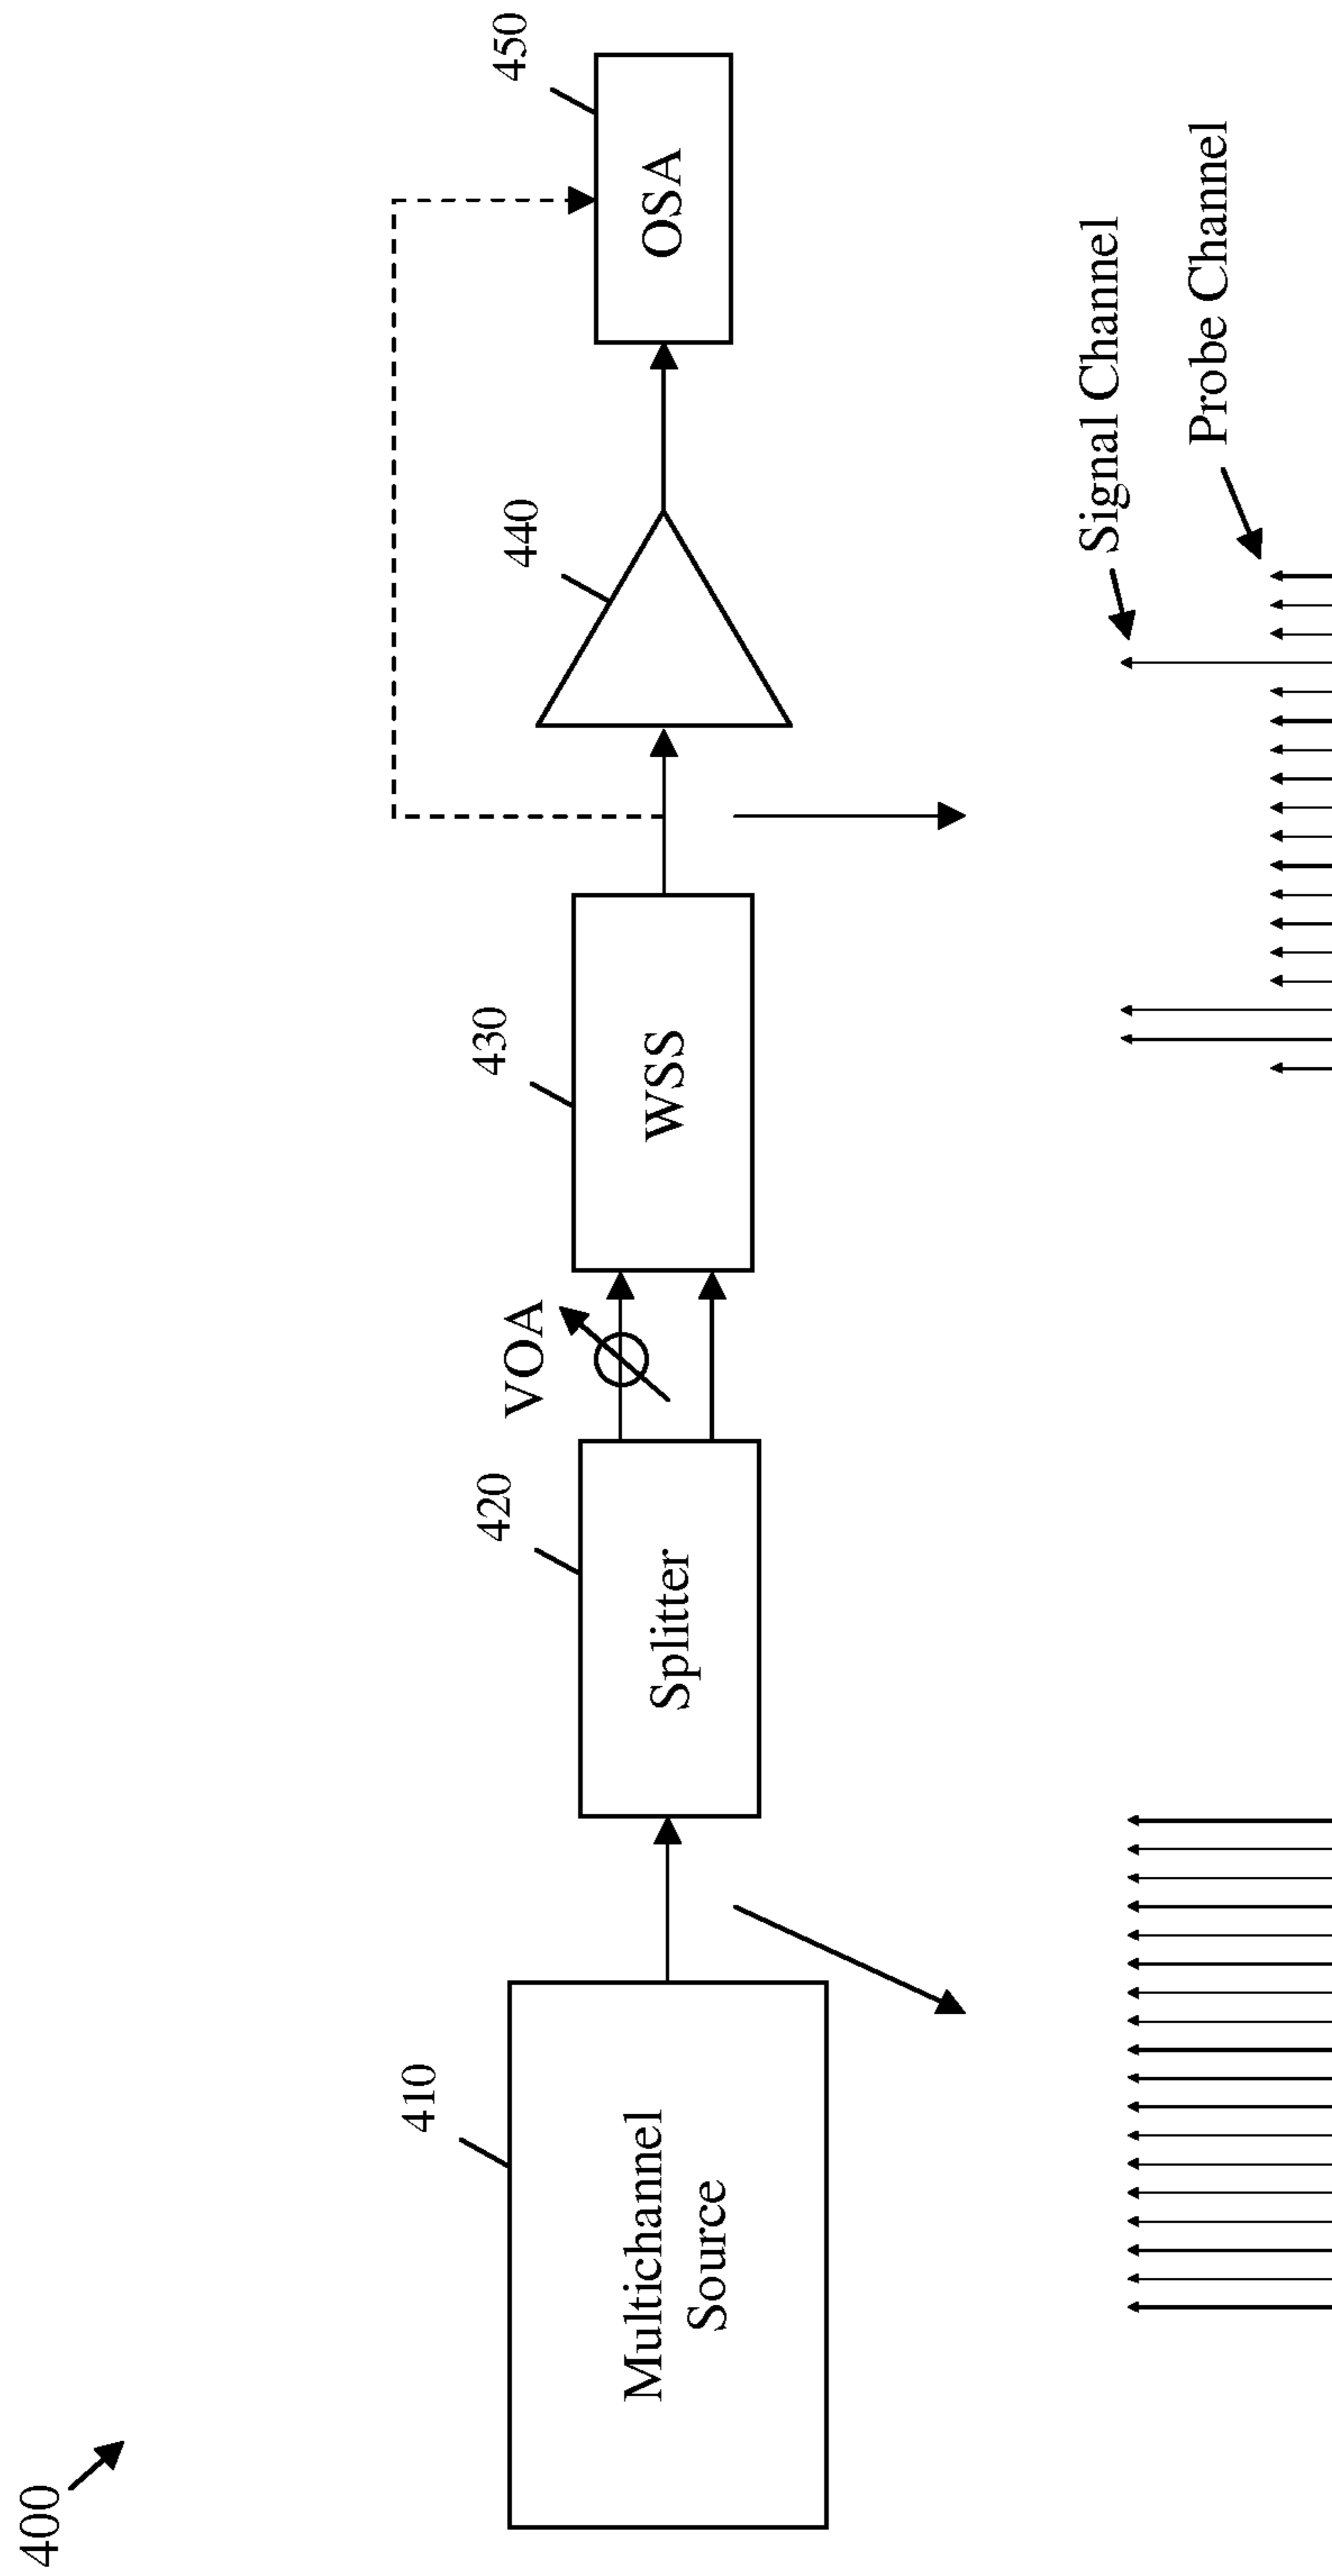 400
410
Multichannel
Source
420
Splitter
VOA
430
WSS
440
450
OSA
Signal Channel
Probe Channel